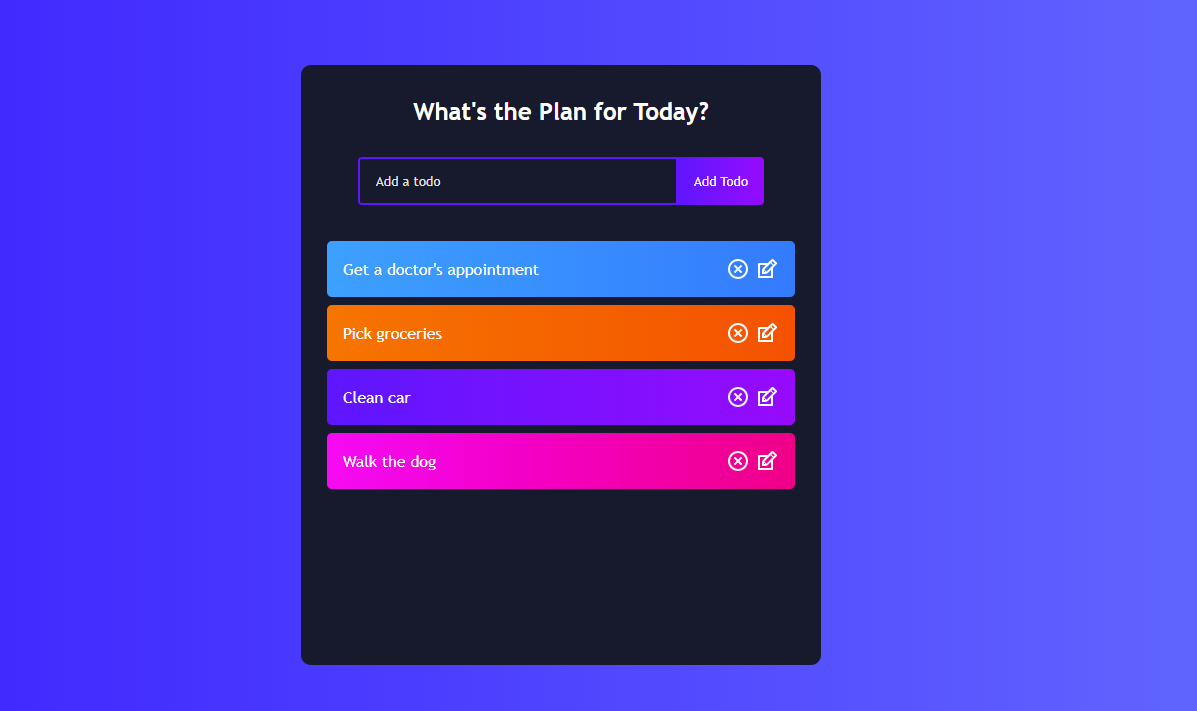 What's the Plan for Today?
Add a todo
Add Todo
Get a doctor's appointment
Pick groceries
Clean car
Walk the dog